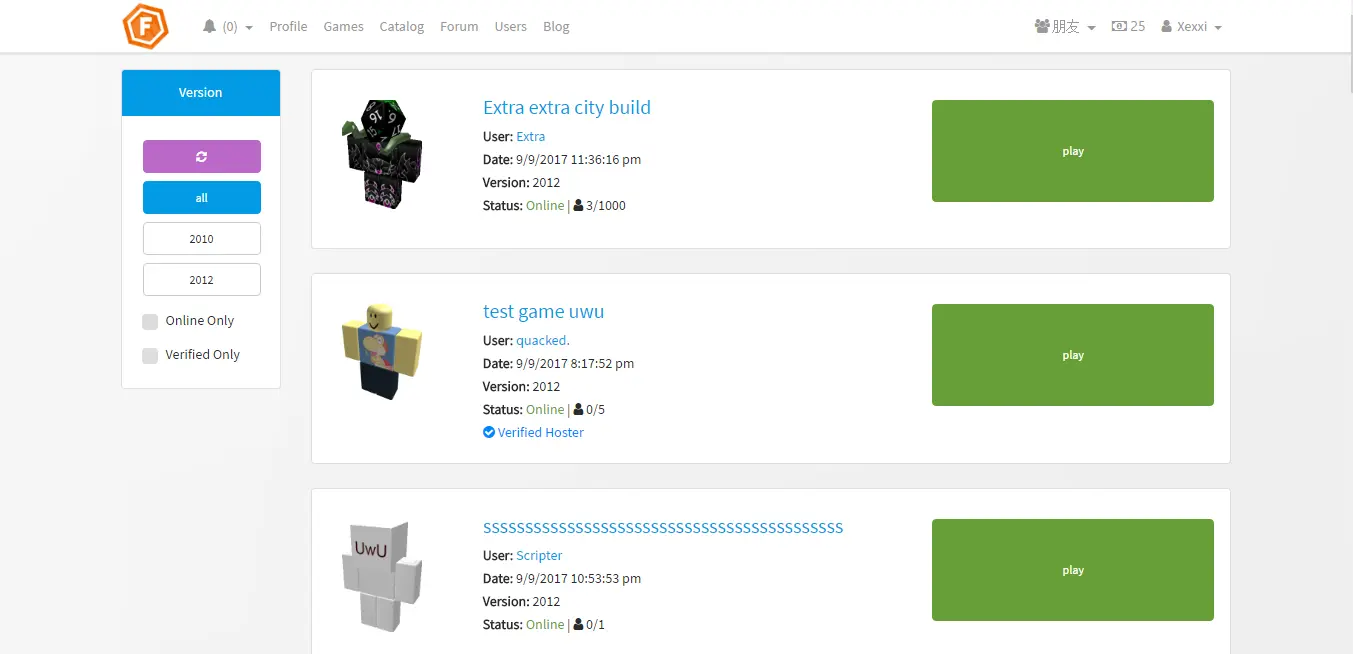 F (0) Profile Games Catalog Forum Users Blog 朋友 25 Xexxi
Version
all
2010
2012
Online Only
Verified Only
Extra extra city build
User: Extra
Date: 9/9/2017 11:36:16 pm
Version: 2012
Status: Online | 3/1000
play
test game uwu
User: quacked.
Date: 9/9/2017 8:17:52 pm
Version: 2012
Status: Online | 0/5
Verified Hoster
play
UwU
SSSSSSSSSSSSSSSSSSSSSSSSSSSSSSSSSSSSSSSSSSS
User: Scripter
Date: 9/9/2017 10:53:53 pm
Version: 2012
Status: Online | 0/1
play